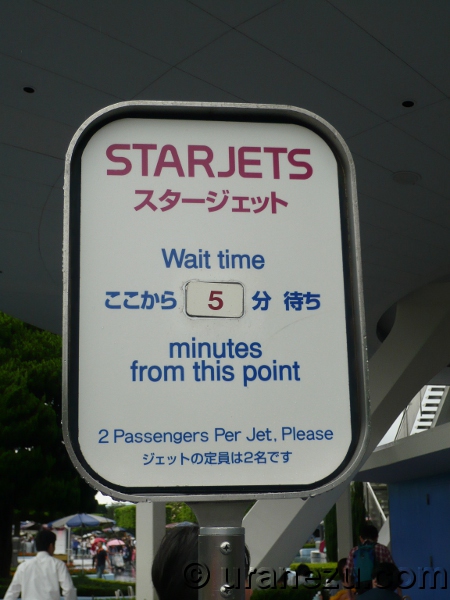 STARJETS
スタージェット
Wait time
ここから 5 分 待ち
minutes
from this point
2 Passengers Per Jet, Please
ジェットの定員は2名です
© uranezu.com